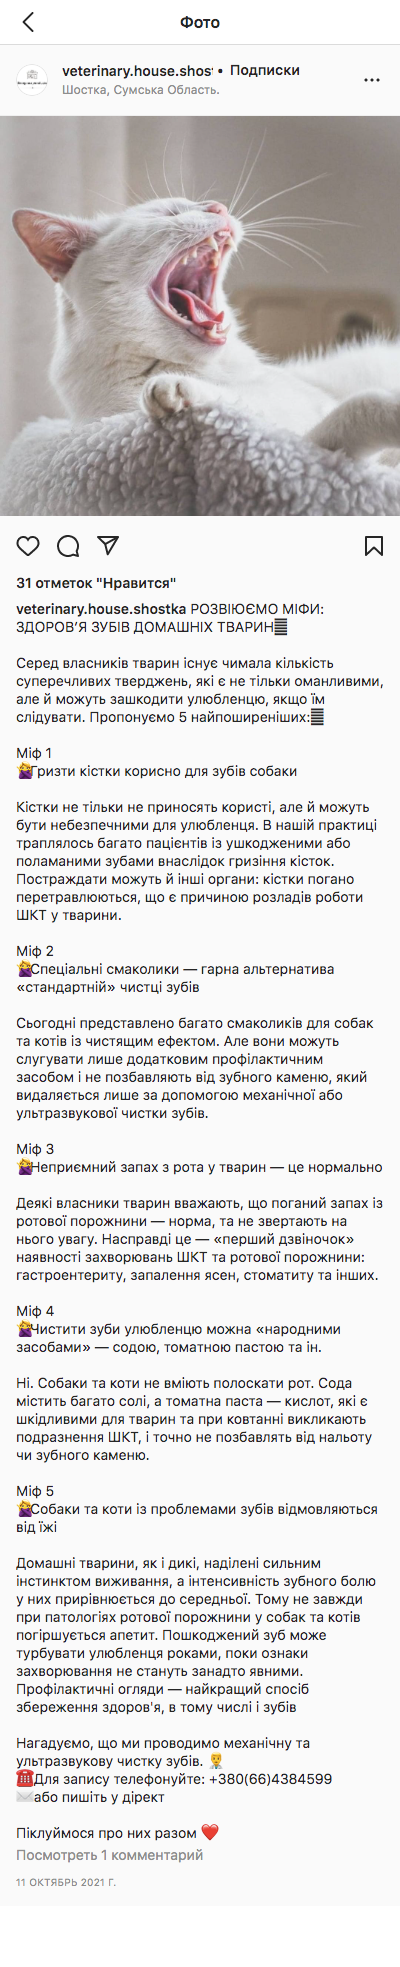 Фото
veterinary.house.shos • Подписки
Шостка, Сумська Область.
31 отметок "Нравится"
veterinary.house.shostka РОЗВІЮЄМО МІФИ:
ЗДОРОВ'Я ЗУБІВ ДОМАШНІХ ТВАРИН
Серед власників тварин існує чимала кількість
суперечливих тверджень, які є не тільки оманливими,
але й можуть зашкодити улюбленцю, якщо їм
слідувати. Пропонуємо 5 найпоширеніших:
Міф 1
🤷‍♀️Гризти кістки корисно для зубів собаки
Кістки не тільки не приносять користі, але й можуть
бути небезпечними для улюбленця. В нашій практиці
траплялось багато пацієнтів із ушкодженими або
поламаними зубами внаслідок гризіння кісток.
Постраждати можуть й інші органи: кістки погано
перетравлюються, що є причиною розладів роботи
ШКТ у тварини.
Міф 2
🤷‍♀️Спеціальні смаколики — гарна альтернатива
«стандартній» чистці зубів
Сьогодні представлено багато смаколиків для собак
та котів із чистящим ефектом. Але вони можуть
слугувати лише додатковим профілактичним
засобом і не позбавляють від зубного каменю, який
видаляється лише за допомогою механічної або
ультразвукової чистки зубів.
Міф 3
🤷‍♀️Неприємний запах з рота у тварин — це нормально
Деякі власники тварин вважають, що поганий запах із
ротової порожнини — норма, та не звертають на
нього увагу. Насправді це — «перший дзвіночок»
наявності захворювань ШКТ та ротової порожнини:
гастроентериту, запалення ясен, стоматиту та інших.
Міф 4
🤷‍♀️Чистити зуби улюбленцю можна «народними
засобами» — содою, томатною пастою та ін.
Ні. Собаки та коти не вміють полоскати рот. Сода
містить багато солі, а томатна паста — кислот, які є
шкідливими для тварин та при ковтанні викликають
подразнення ШКТ, і точно не позбавлять від нальоту
чи зубного каменю.
Міф 5
🤷‍♀️Собаки та коти із проблемами зубів відмовляються
від їжі
Домашні тварини, як і дикі, наділені сильним
інстинктом виживання, а інтенсивність зубного болю
у них прирівнюється до середньої. Тому не завжди
при патологіях ротової порожнини у собак та котів
погіршується апетит. Пошкоджений зуб може
турбувати улюбленця роками, поки ознаки
захворювання не стануть занадто явними.
Профілактичні огляди — найкращий спосіб
збереження здоров'я, в тому числі і зубів
Нагадуємо, що ми проводимо механічну та
ультразвукову чистку зубів. 👨‍⚕️
☎️Для запису телефонуйте: +380(66)4384599
✉️або пишіть у дірект
Піклуймося про них разом ❤️
Посмотреть 1 комментарий
11 ОКТЯБРЬ 2021 Г.